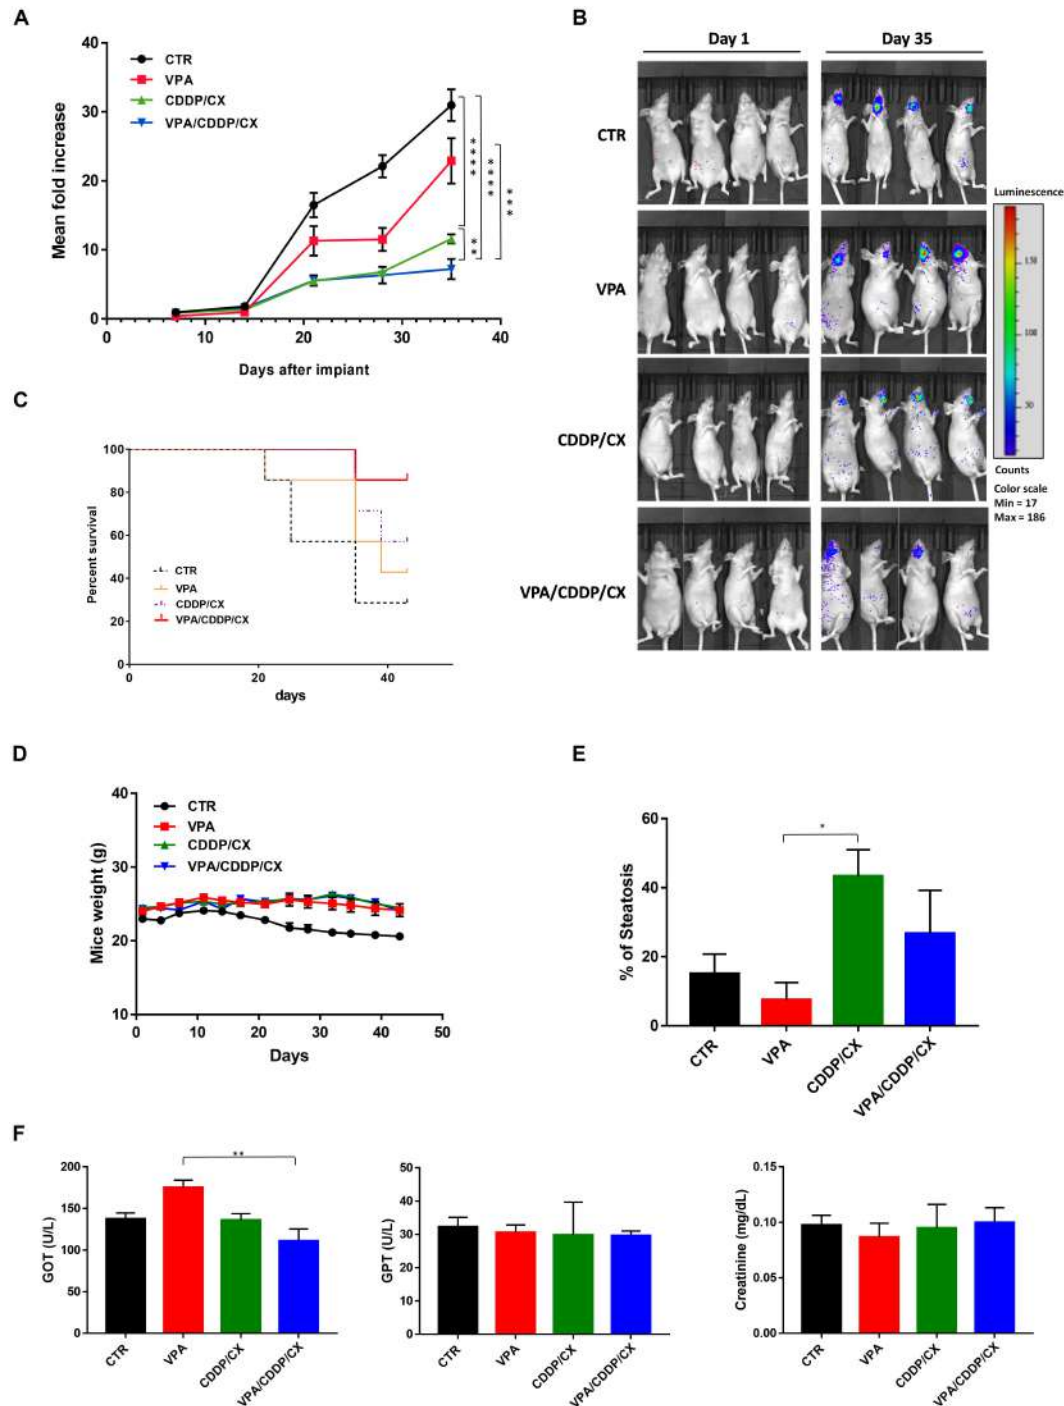 A
Mean fold increase
40
30
20
10
0
CTR
VPA
CDDP/CX
VPA/CDDP/CX
****
****
***
**
0 10 20 30 40
Days after impiant
B
Day 1 Day 35
CTR
VPA
CDDP/CX
VPA/CDDP/CX
Luminescence
150
100
50
Counts
Color scale
Min = 17
Max = 186
C
Percent survival
100
80
60
40
20
0
CTR
VPA
CDDP/CX
VPA/CDDP/CX
0 20 40
days
D
Mice weight (g)
40
30
20
10
CTR
VPA
CDDP/CX
VPA/CDDP/CX
0 10 20 30 40 50
Days
E
% of Steatosis
60
40
20
0
*
CTR VPA CDDP/CX VPA/CDDP/CX
F
GOT (U/L)
200
150
100
50
0
**
CTR VPA CDDP/CX VPA/CDDP/CX
GPT (U/L)
50
40
30
20
10
0
CTR VPA CDDP/CX VPA/CDDP/CX
Creatinine (mg/dL)
0.15
0.10
0.05
0.00
CTR VPA CDDP/CX VPA/CDDP/CX